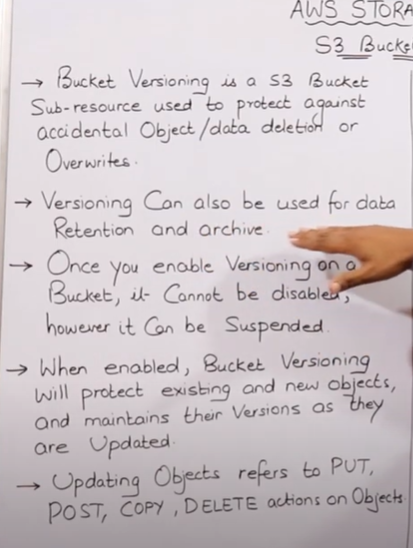 AWS STORA
S3 Bucke
→ Bucket Versioning is a S3 Bucket
Sub-resource used to protect against
accidental Object/data deletion or
Overwrites.
→ Versioning Can also be used for data
Retention and archive.
→ Once you enable Versioning on a
Bucket, it Cannot be disabled,
however it Can be Suspended.
→ When enabled, Bucket Versioning
will protect existing and new objects,
and maintains their Versions as they
are Updated.
→ Updating Objects refers to PUT,
POST, COPY, DELETE actions on Objects